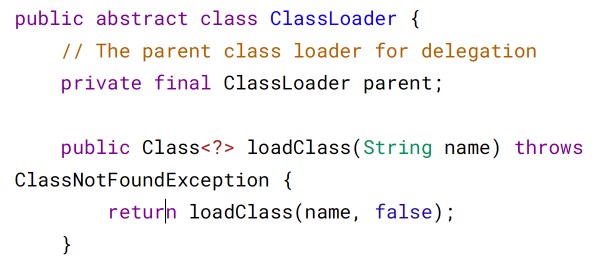 public abstract class ClassLoader {
    // The parent class loader for delegation
    private final ClassLoader parent;

    public Class<?> loadClass(String name) throws
ClassNotFoundException {
        return loadClass(name, false);
    }